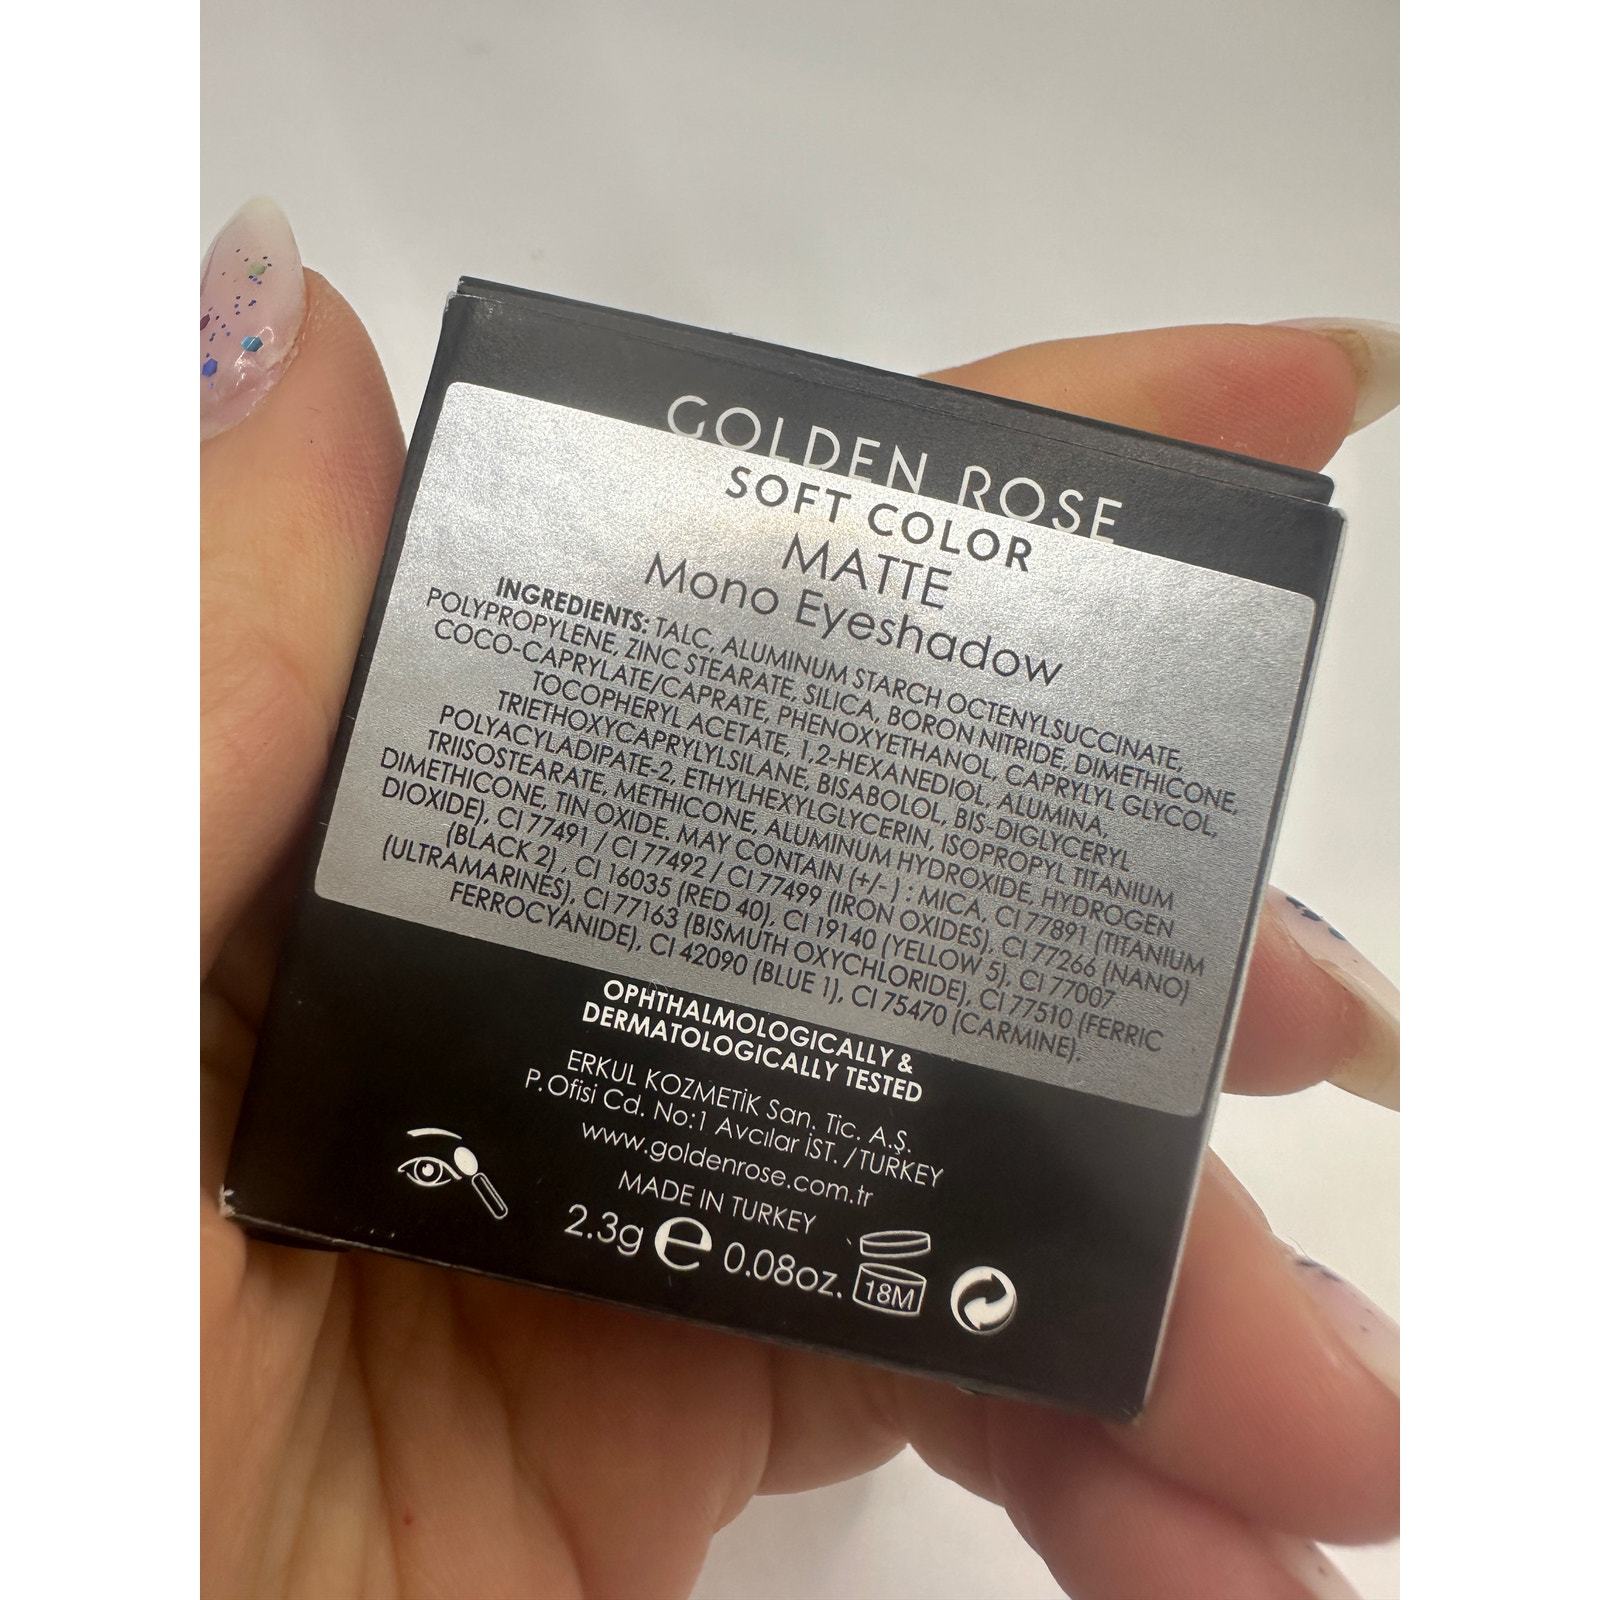 GOLDEN ROSE
SOFT COLOR
MATTE
Mono Eyeshadow
INGREDIENTS: TALC, ALUMINUM STARCH OCTENYLSUCCINATE,
POLYPROPYLENE, ZINC STEARATE, SILICA, BORON NITRIDE, DIMETHICONE,
COCO-CAPRYLATE/CAPRATE, PHENOXYETHANOL, CAPRYLYL GLYCOL,
TOCOPHERYL ACETATE, 1,2-HEXANEDIOL, ALUMINA,
TRIETHOXYCAPRYLYLSILANE, BISABOLOL, BIS-DIGLYCERYL
POLYACYLADIPATE-2, ETHYLHEXYLGLYCERIN, ISOPROPYL TITANIUM
TRIISOSTEARATE, METHICONE, ALUMINUM HYDROXIDE, HYDROGEN
DIMETHICONE, TIN OXIDE. MAY CONTAIN (+/-) : MICA, CI 77891 (TITANIUM
DIOXIDE), CI 77491 / CI 77492 / CI 77499 (IRON OXIDES), CI 77266 (NANO)
(BLACK 2), CI 16035 (RED 40), CI 19140 (YELLOW 5), CI 77007
(ULTRAMARINES), CI 77163 (BISMUTH OXYCHLORIDE), CI 77510 (FERRIC
FERROCYANIDE), CI 42090 (BLUE 1), CI 75470 (CARMINE).
OPHTHALMOLOGICALLY &
DERMATOLOGICALLY TESTED
ERKUL KOZMETİK San. Tic. A.Ş.
P.Ofisi Cd. No:1 Avcılar İST. /TURKEY
www.goldenrose.com.tr
MADE IN TURKEY
2.3g e 0.08oz. 18M